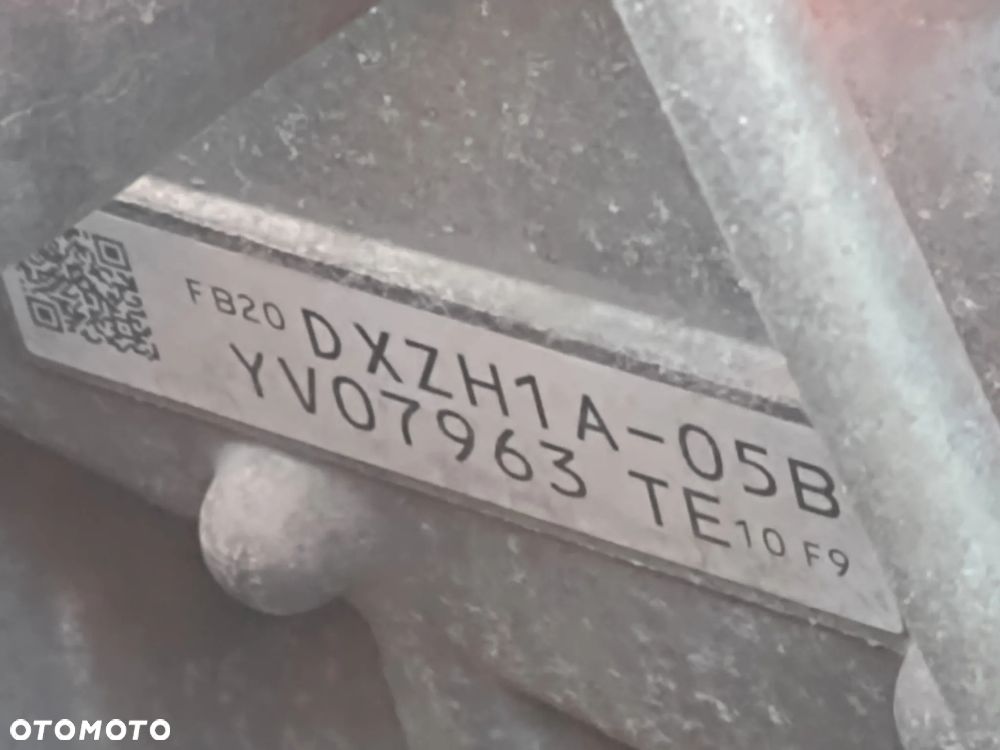 FB20 DXZH1A-05B
YV07963 TE10 F9
OTOMOTO